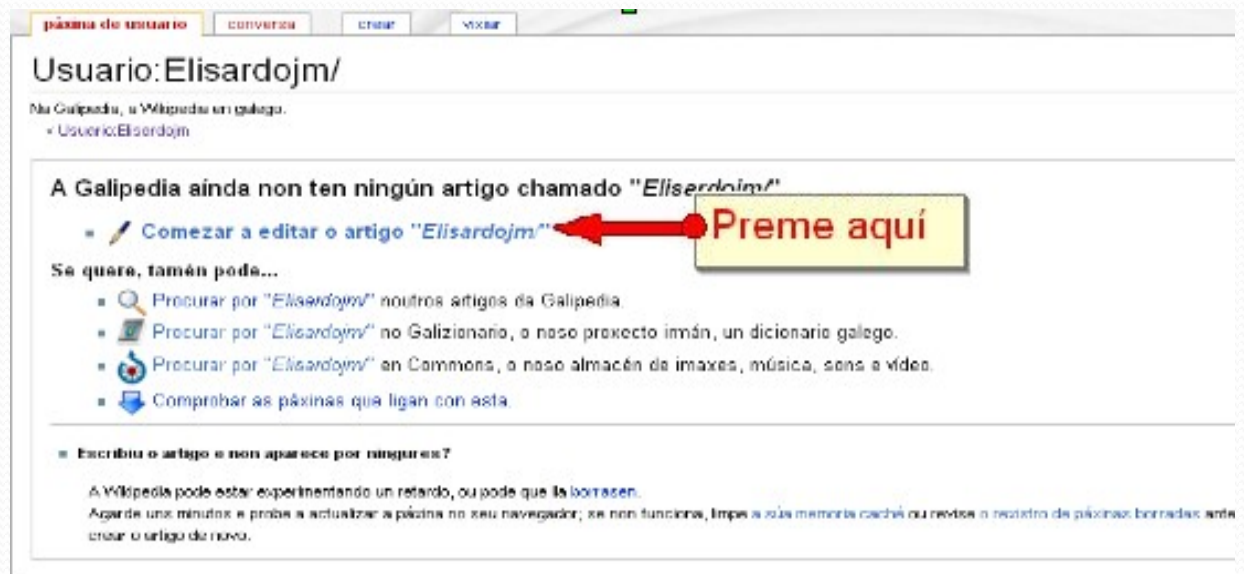 páxina de usuario conversa crear vixiar
Usuario:Elisardojm/
Na Galipedia, a Wikipedia en galego.
< Usuario:Elisardojm
A Galipedia aínda non ten ningún artigo chamado "Elisardojm/"
Comezar a editar o artigo "Elisardojm/"
Preme aquí
Se quere, tamén pode...
Procurar por "Elisardojm/" noutros artigos da Galipedia.
Procurar por "Elisardojm/" no Galizionario, o noso proxecto irmán, un dicionario galego.
Procurar por "Elisardojm/" en Commons, o noso almacén de imaxes, música, sons e vídeo.
Comprobar as páxinas que ligan con esta.
Escribiu o artigo e non aparece por ningures?
A Wikipedia pode estar experimentando un retardo, ou pode que lla borrasen.
Agarde uns minutos e probe a actualizar a páxina no seu navegador; se non funciona, limpe a súa memoria caché ou revise o rexistro de páxinas borradas ante
crear o artigo de novo.